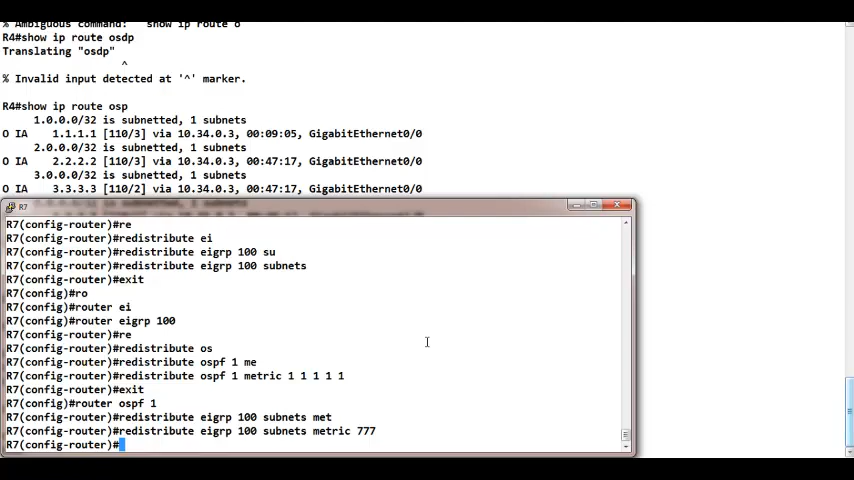 % Ambiguous command:  "show ip route o"
R4#show ip route osdp
Translating "osdp"
^
% Invalid input detected at '^' marker.
R4#show ip route osp
1.0.0.0/32 is subnetted, 1 subnets
O IA    1.1.1.1 [110/3] via 10.34.0.3, 00:09:05, GigabitEthernet0/0
2.0.0.0/32 is subnetted, 1 subnets
O IA    2.2.2.2 [110/3] via 10.34.0.3, 00:47:17, GigabitEthernet0/0
3.0.0.0/32 is subnetted, 1 subnets
O IA    3.3.3.3 [110/2] via 10.34.0.3, 00:47:17, GigabitEthernet0/0
R7
R7(config-router)#re
R7(config-router)#redistribute ei
R7(config-router)#redistribute eigrp 100 su
R7(config-router)#redistribute eigrp 100 subnets
R7(config-router)#exit
R7(config)#ro
R7(config)#router ei
R7(config)#router eigrp 100
R7(config-router)#re
R7(config-router)#redistribute os
R7(config-router)#redistribute ospf 1 me
R7(config-router)#redistribute ospf 1 metric 1 1 1 1 1
R7(config-router)#exit
R7(config)#router ospf 1
R7(config-router)#redistribute eigrp 100 subnets met
R7(config-router)#redistribute eigrp 100 subnets metric 777
R7(config-router)#